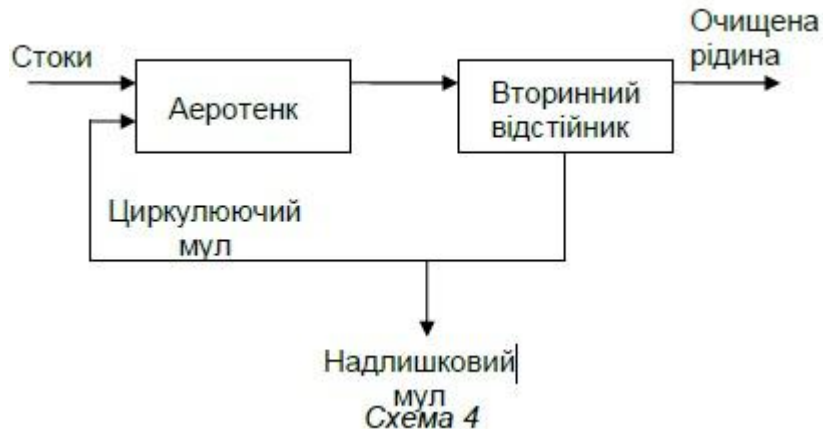 Стоки
Очищена
рідина
Аеротенк
Вторинний
відстійник
Циркулюючий
мул
Надлишковий
мул
Схема 4